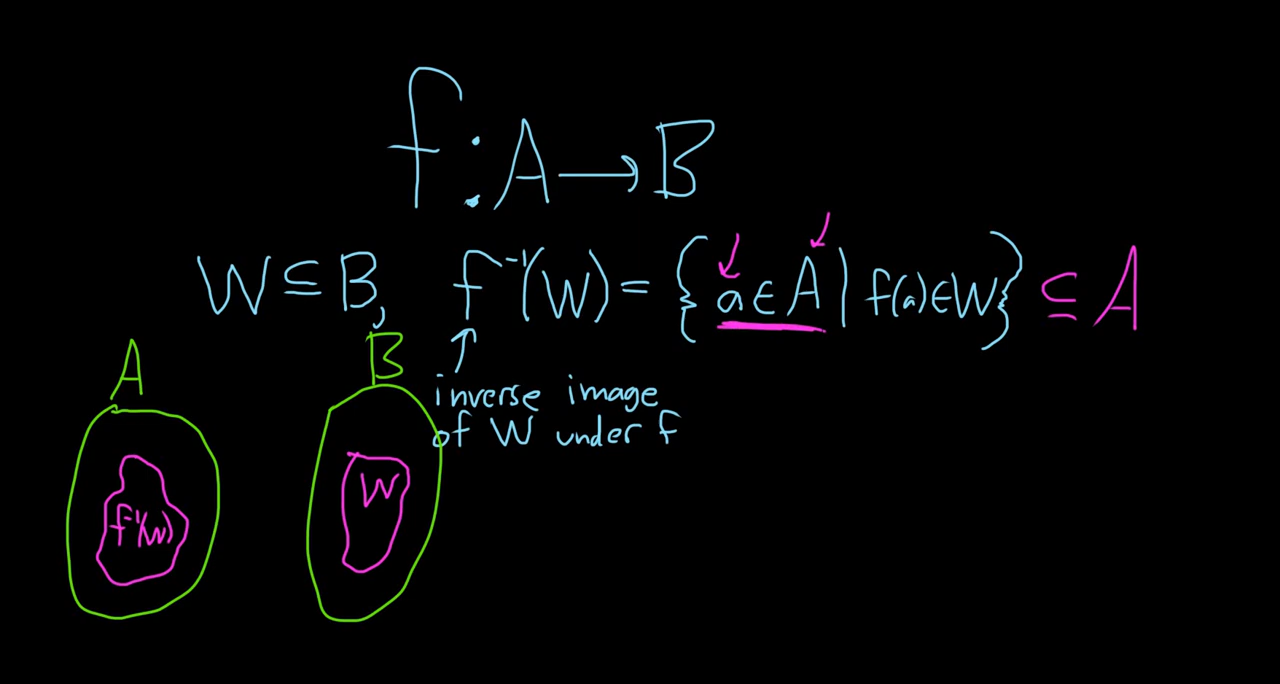 f: A → B
W ⊆ B, f⁻¹(W) = { a ∈ A | f(a) ∈ W } ⊆ A
A
B
inverse image
of W under f
W
f⁻¹(W)